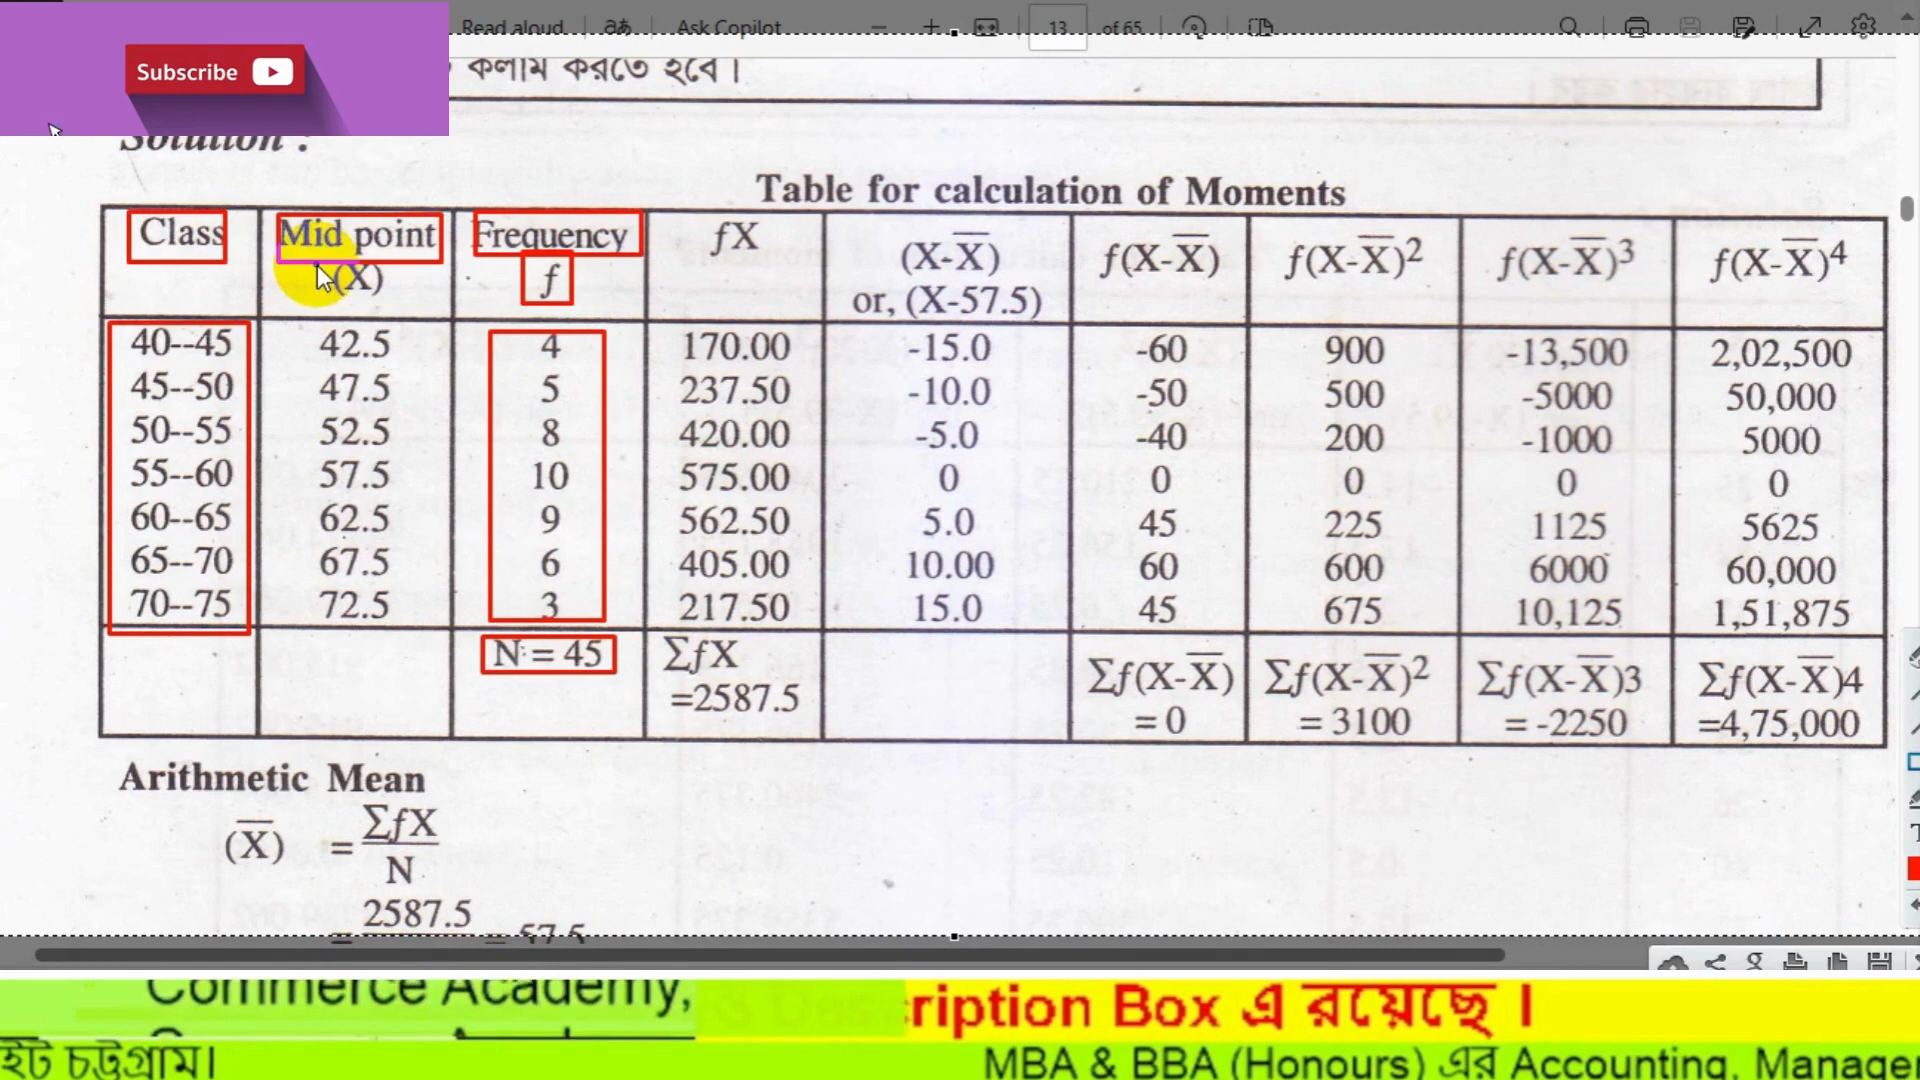 Read aloud
Ask Copilot
13
of 65
Subscribe
কলাম করতে হবে।
Solution :
Table for calculation of Moments
Class Mid point (X) Frequency f fX (X-X̅) or, (X-57.5) f(X-X̅) f(X-X̅)2 f(X-X̅)3 f(X-X̅)4
40--45 42.5 4 170.00 -15.0 -60 900 -13,500 2,02,500
45--50 47.5 5 237.50 -10.0 -50 500 -5000 50,000
50--55 52.5 8 420.00 -5.0 -40 200 -1000 5000
55--60 57.5 10 575.00 0 0 0 0 0
60--65 62.5 9 562.50 5.0 45 225 1125 5625
65--70 67.5 6 405.00 10.00 60 600 6000 60,000
70--75 72.5 3 217.50 15.0 45 675 10,125 1,51,875
N = 45 ΣfX =2587.5 Σf(X-X̅) = 0 Σf(X-X̅)2 = 3100 Σf(X-X̅)3 = -2250 Σf(X-X̅)4 =4,75,000
Arithmetic Mean
(X̅) = ΣfX
N
2587.5
= = 57.5
Commerce Academy,
ription Box এ রয়েছে ।
চট্টগ্রাম।
MBA & BBA (Honours) এর Accounting, Manager